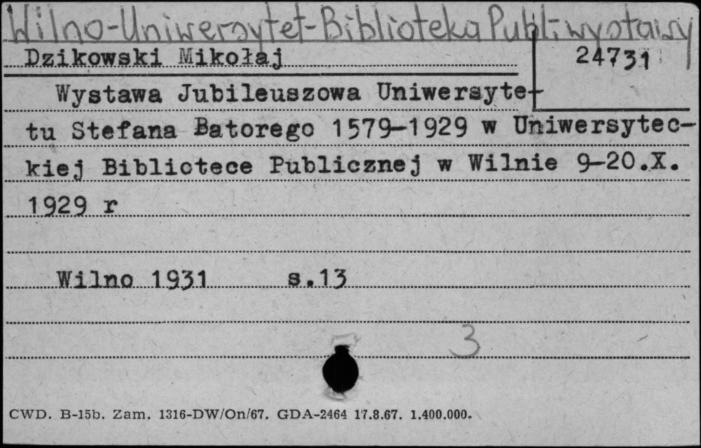 Wilno-Uniwersytet-Biblioteka Publ-wystawy
Dzikowski Mikołaj
24731
Wystawa Jubileuszowa Uniwersyte-
tu Stefana Batorego 1579-1929 w Uniwersytec-
kiej Bibliotece Publicznej w Wilnie 9-20.X.
1929 r
Wilno 1931 s.13
3
CWD. B-15b. Zam. 1316-DW/On/67. GDA-2464 17.8.67. 1.400.000.